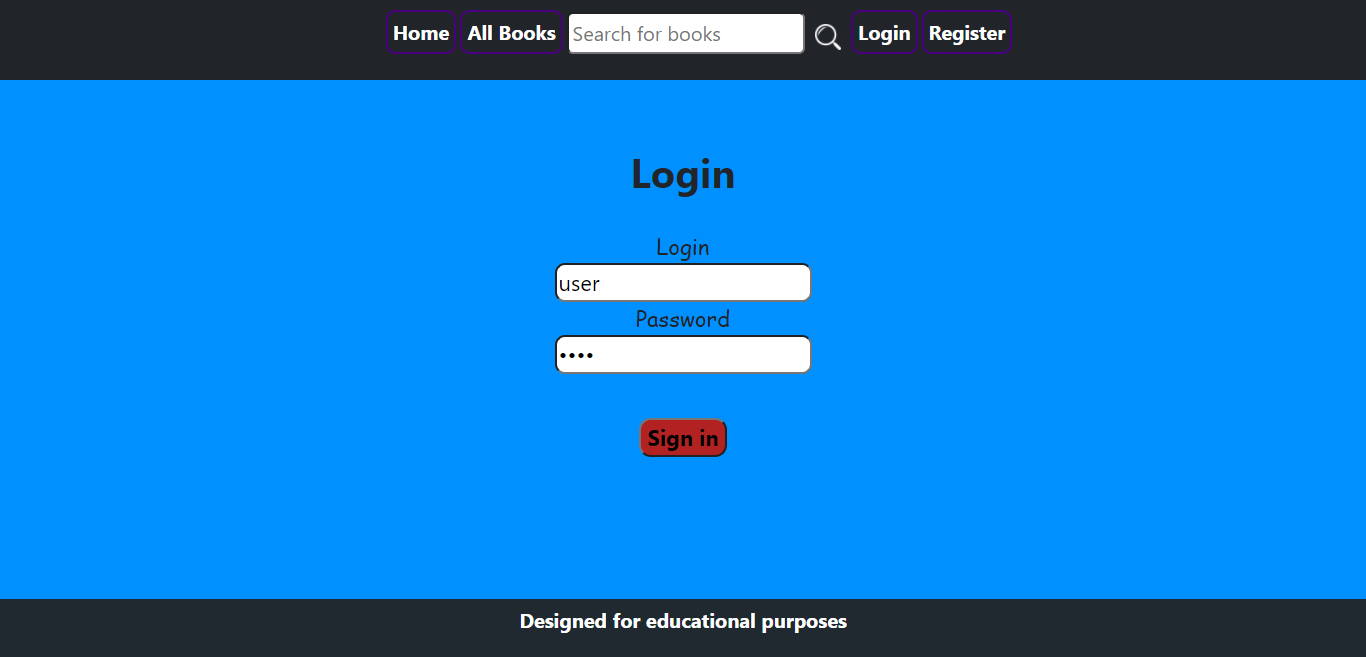 Home All Books Search for books Login Register
Login
Login
user
Password
••••
Sign in
Designed for educational purposes